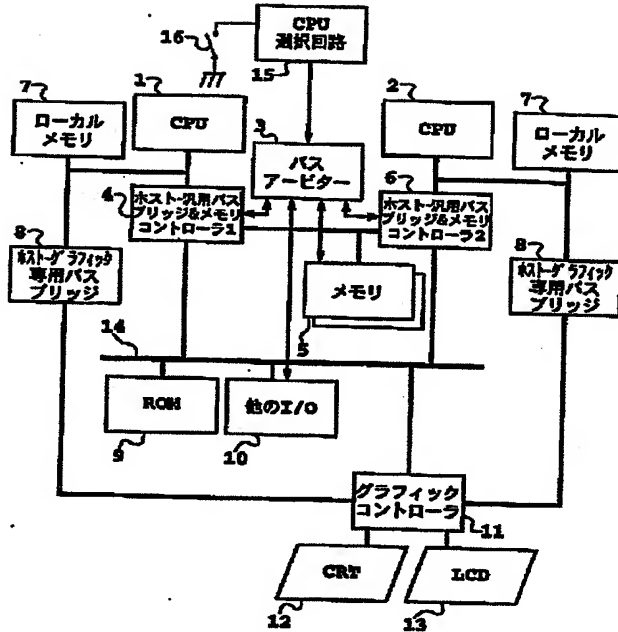 16
CPU
選択回路
15
7
ローカル
メモリ
1
CPU
3
バス
アービター
2
CPU
7
ローカル
メモリ
4
ホスト-汎用バス
ブリッジ&メモリ
コントローラ1
6
ホスト-汎用バス
ブリッジ&メモリ
コントローラ2
8
ホスト-グラフィック
専用バス
ブリッジ
メモリ
5
8
ホスト-グラフィック
専用バス
ブリッジ
14
ROM
9
他のI/O
10
グラフィック
コントローラ
11
CRT
12
LCD
13